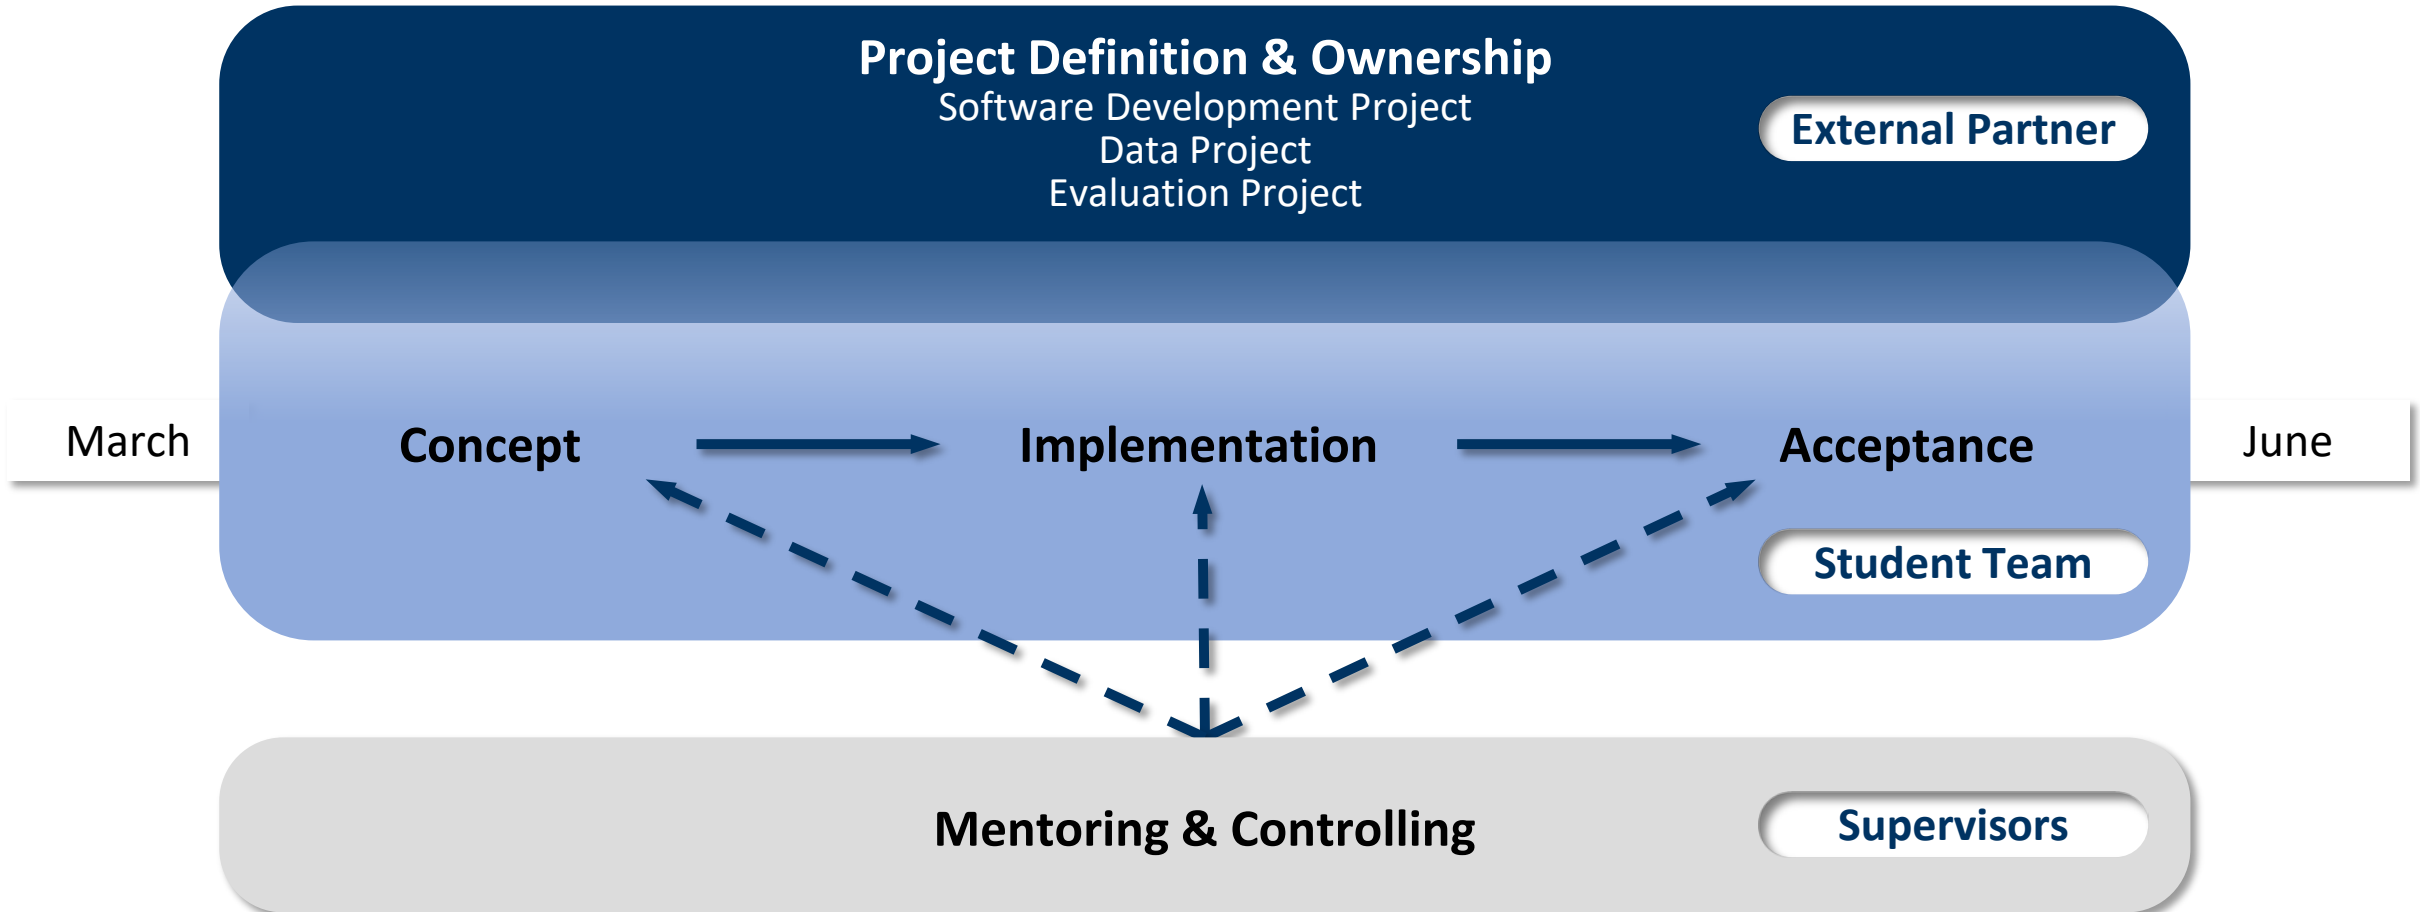 Project Definition & Ownership
Software Development Project
Data Project
Evaluation Project
External Partner
March
Concept
Implementation
Acceptance
June
Student Team
Mentoring & Controlling
Supervisors